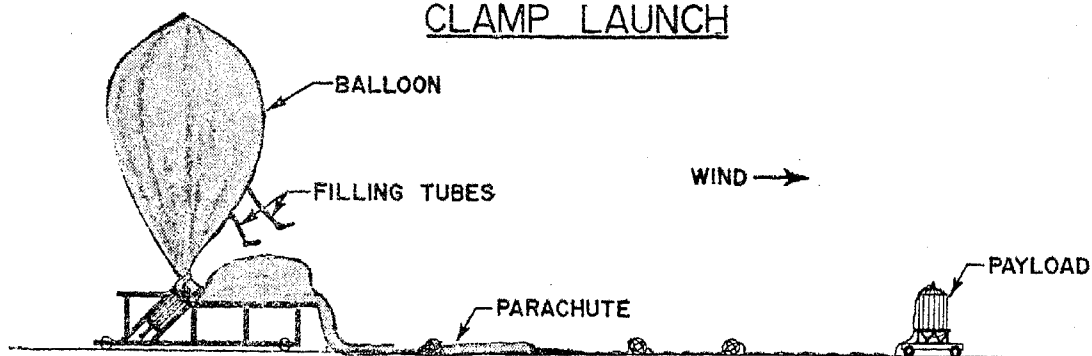 CLAMP LAUNCH
BALLOON
WIND
FILLING TUBES
PAYLOAD
PARACHUTE